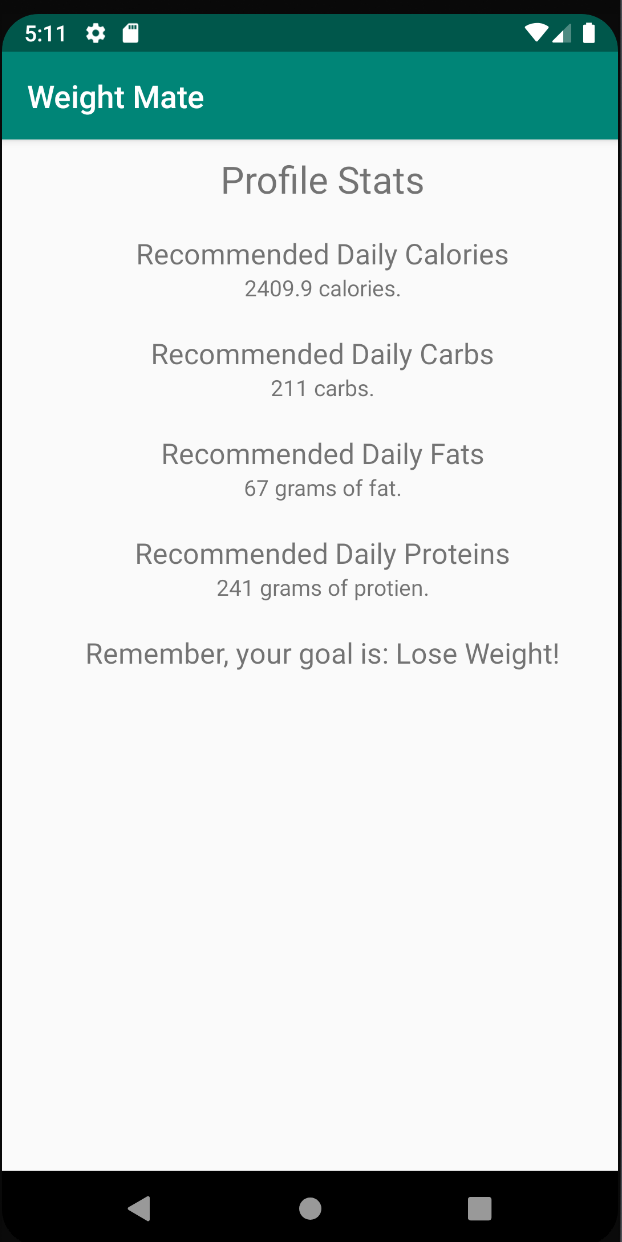 5:11
Weight Mate
Profile Stats
Recommended Daily Calories
2409.9 calories.
Recommended Daily Carbs
211 carbs.
Recommended Daily Fats
67 grams of fat.
Recommended Daily Proteins
241 grams of protien.
Remember, your goal is: Lose Weight!